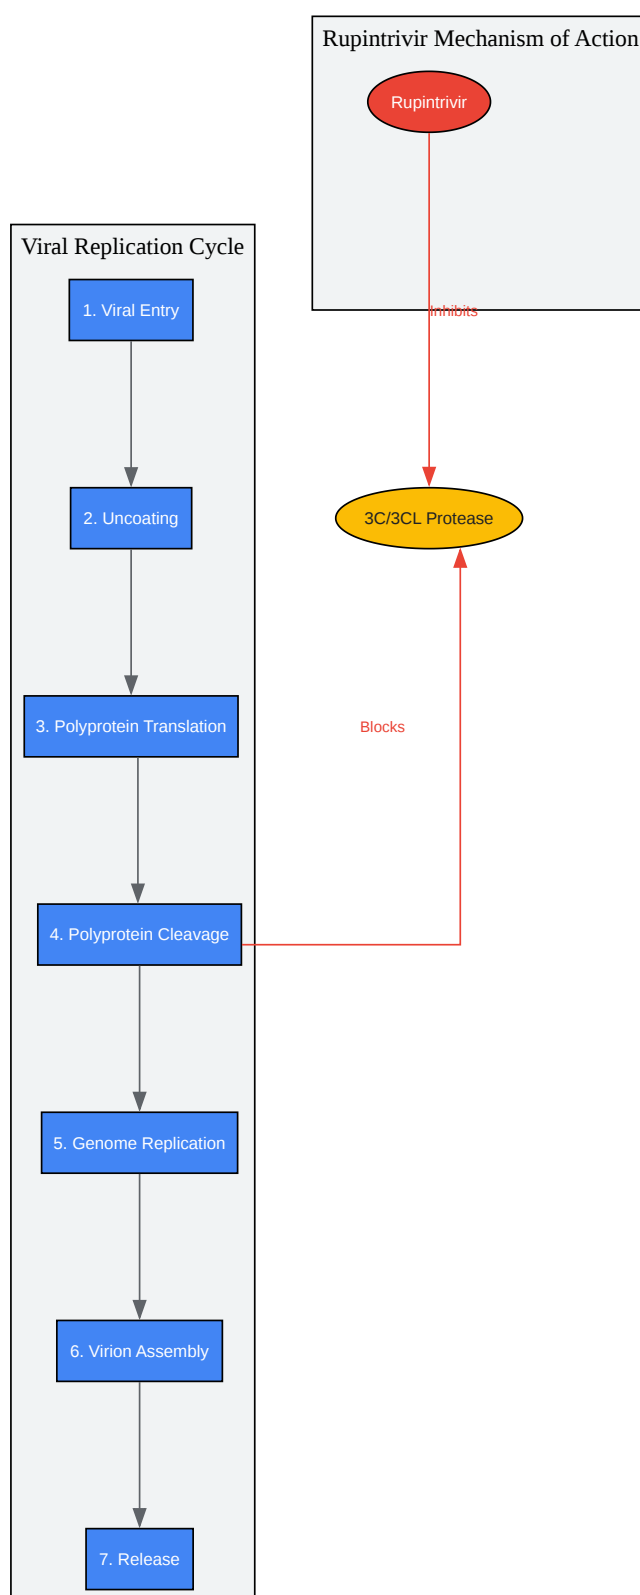 Rupintrivir Mechanism of Action
Rupintrivir
Viral Replication Cycle
1. Viral Entry
Inhibits
2. Uncoating
3C/3CL Protease
3. Polyprotein Translation
Blocks
4. Polyprotein Cleavage
5. Genome Replication
6. Virion Assembly
7. Release